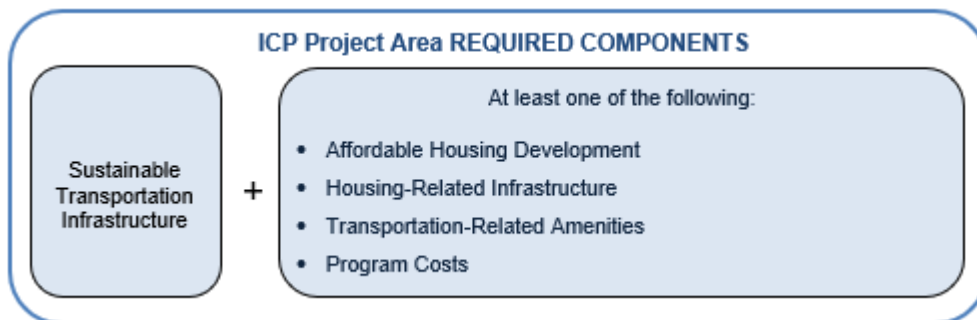 ICP Project Area REQUIRED COMPONENTS
Sustainable
Transportation
Infrastructure
+
At least one of the following:
• Affordable Housing Development
• Housing-Related Infrastructure
• Transportation-Related Amenities
• Program Costs